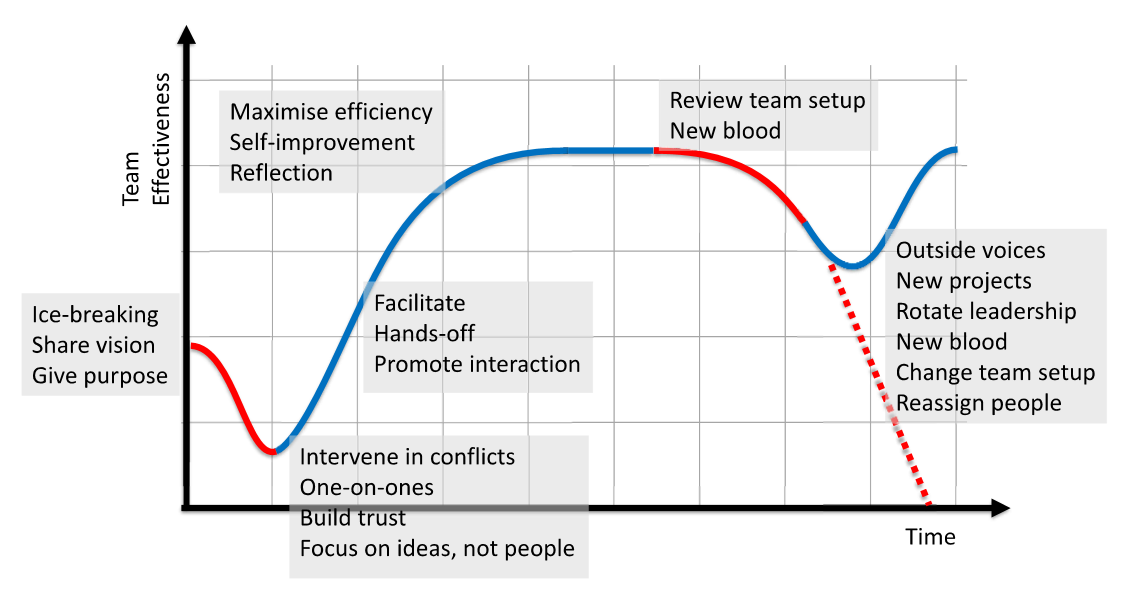 Team
Effectiveness
Maximise efficiency
Self-improvement
Reflection
Review team setup
New blood
Ice-breaking
Share vision
Give purpose
Facilitate
Hands-off
Promote interaction
Outside voices
New projects
Rotate leadership
New blood
Change team setup
Reassign people
Intervene in conflicts
One-on-ones
Build trust
Focus on ideas, not people
Time